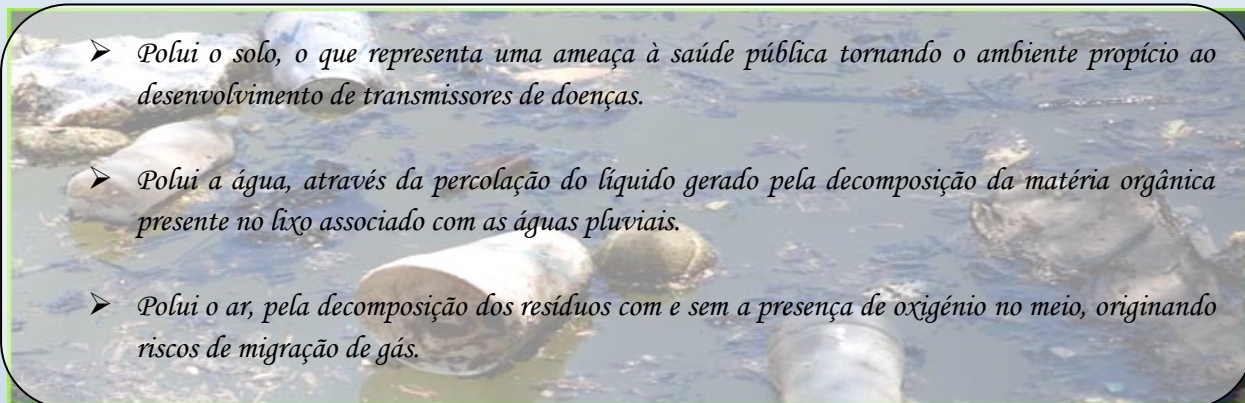 ➢ Polui o solo, o que representa uma ameaça à saúde pública tornando o ambiente propício ao
desenvolvimento de transmissores de doenças.
➢ Polui a água, através da percolação do líquido gerado pela decomposição da matéria orgânica
presente no lixo associado com as águas pluviais.
➢ Polui o ar, pela decomposição dos resíduos com e sem a presença de oxigénio no meio, originando
riscos de migração de gás.